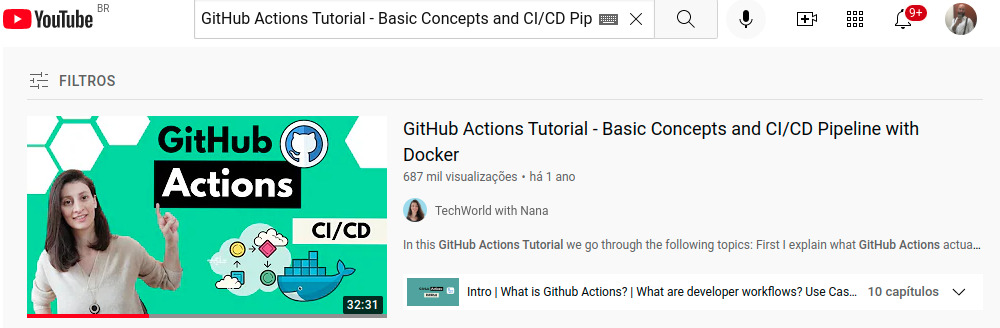 YouTube BR
GitHub Actions Tutorial - Basic Concepts and CI/CD Pip
9+
FILTROS
GitHub
Actions
CI/CD
32:31
GitHub Actions Tutorial - Basic Concepts and CI/CD Pipeline with
Docker
687 mil visualizações • há 1 ano
TechWorld with Nana
In this GitHub Actions Tutorial we go through the following topics: First I explain what GitHub Actions actua...
Intro | What is Github Actions? | What are developer workflows? Use Cas...
10 capítulos